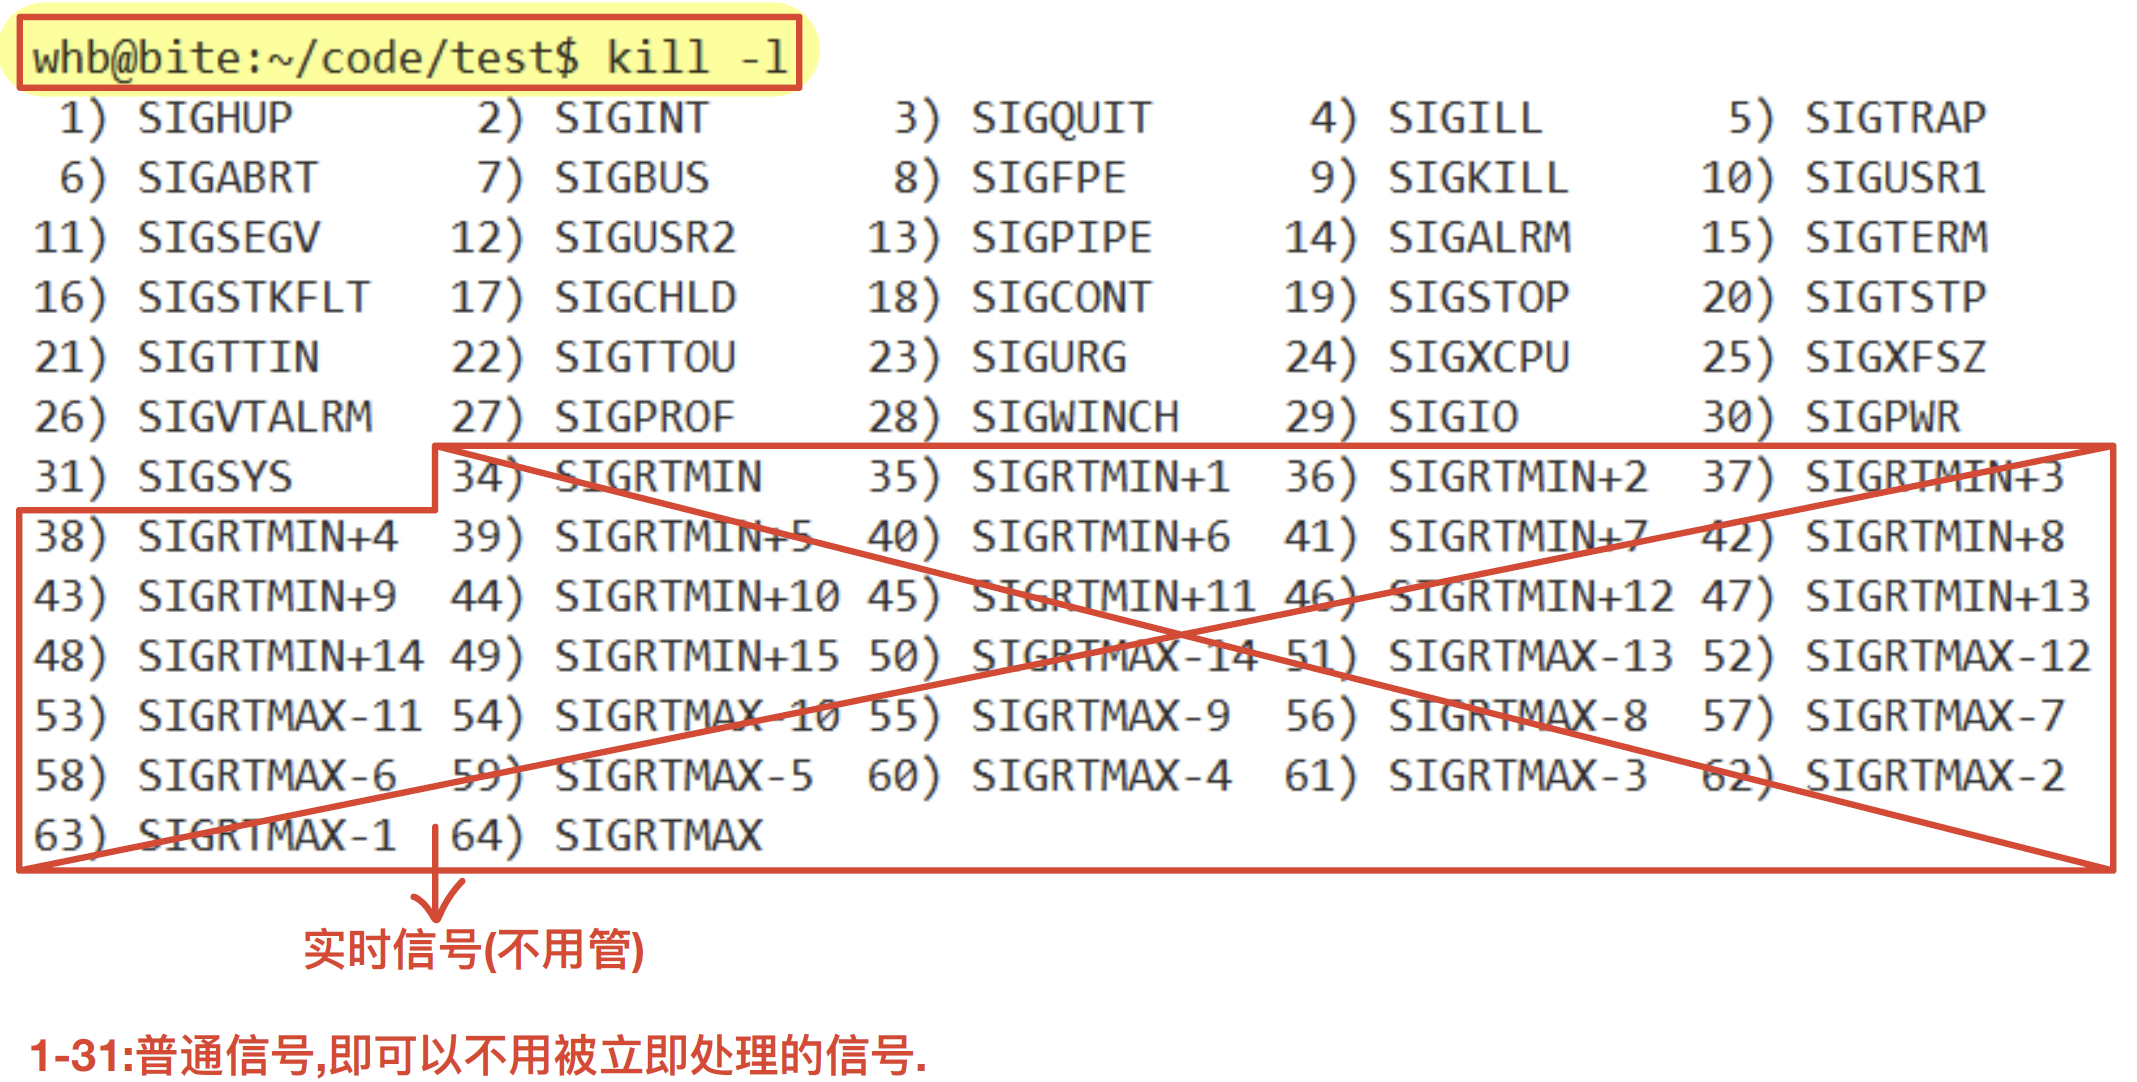 whb@bite:~/code/test$ kill -l
1) SIGHUP 2) SIGINT 3) SIGQUIT 4) SIGILL 5) SIGTRAP
6) SIGABRT 7) SIGBUS 8) SIGFPE 9) SIGKILL 10) SIGUSR1
11) SIGSEGV 12) SIGUSR2 13) SIGPIPE 14) SIGALRM 15) SIGTERM
16) SIGSTKFLT 17) SIGCHLD 18) SIGCONT 19) SIGSTOP 20) SIGTSTP
21) SIGTTIN 22) SIGTTOU 23) SIGURG 24) SIGXCPU 25) SIGXFSZ
26) SIGVTALRM 27) SIGPROF 28) SIGWINCH 29) SIGIO 30) SIGPWR
31) SIGSYS 34) SIGRTMIN 35) SIGRTMIN+1 36) SIGRTMIN+2 37) SIGRTMIN+3
38) SIGRTMIN+4 39) SIGRTMIN+5 40) SIGRTMIN+6 41) SIGRTMIN+7 42) SIGRTMIN+8
43) SIGRTMIN+9 44) SIGRTMIN+10 45) SIGRTMIN+11 46) SIGRTMIN+12 47) SIGRTMIN+13
48) SIGRTMIN+14 49) SIGRTMIN+15 50) SIGRTMAX-14 51) SIGRTMAX-13 52) SIGRTMAX-12
53) SIGRTMAX-11 54) SIGRTMAX-10 55) SIGRTMAX-9 56) SIGRTMAX-8 57) SIGRTMAX-7
58) SIGRTMAX-6 59) SIGRTMAX-5 60) SIGRTMAX-4 61) SIGRTMAX-3 62) SIGRTMAX-2
63) SIGRTMAX-1 64) SIGRTMAX
实时信号(不用管)
1-31:普通信号,即可以不用被立即处理的信号.